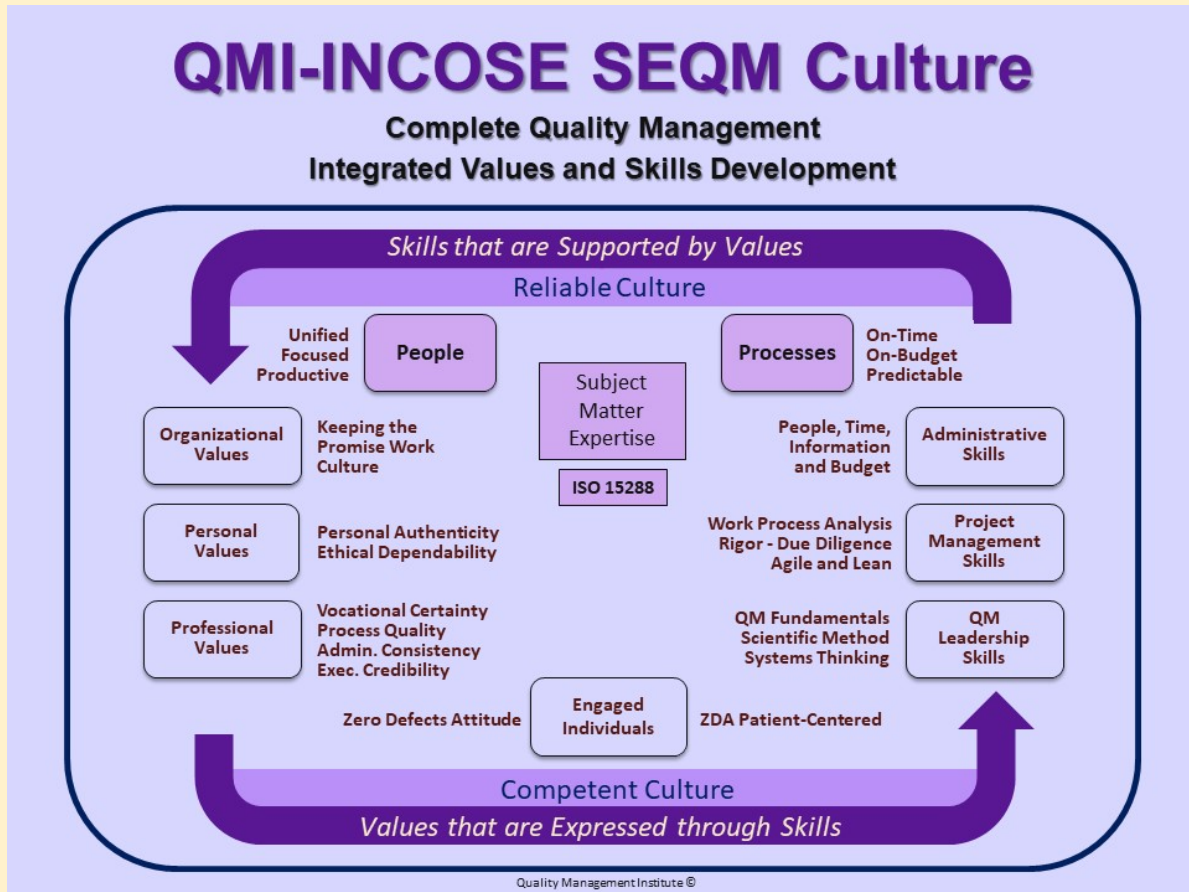 QMI-INCOSE SEQM Culture
Complete Quality Management
Integrated Values and Skills Development
Skills that are Supported by Values
Reliable Culture
Unified
Focused
Productive
People
Subject
Matter
Expertise
ISO 15288
Processes
On-Time
On-Budget
Predictable
Organizational
Values
Keeping the
Promise Work
Culture
People, Time,
Information
and Budget
Administrative
Skills
Personal
Values
Personal Authenticity
Ethical Dependability
Work Process Analysis
Rigor - Due Diligence
Agile and Lean
Project
Management
Skills
Professional
Values
Vocational Certainty
Process Quality
Admin. Consistency
Exec. Credibility
QM Fundamentals
Scientific Method
Systems Thinking
QM
Leadership
Skills
Zero Defects Attitude
Engaged
Individuals
ZDA Patient-Centered
Competent Culture
Values that are Expressed through Skills
Quality Management Institute ©